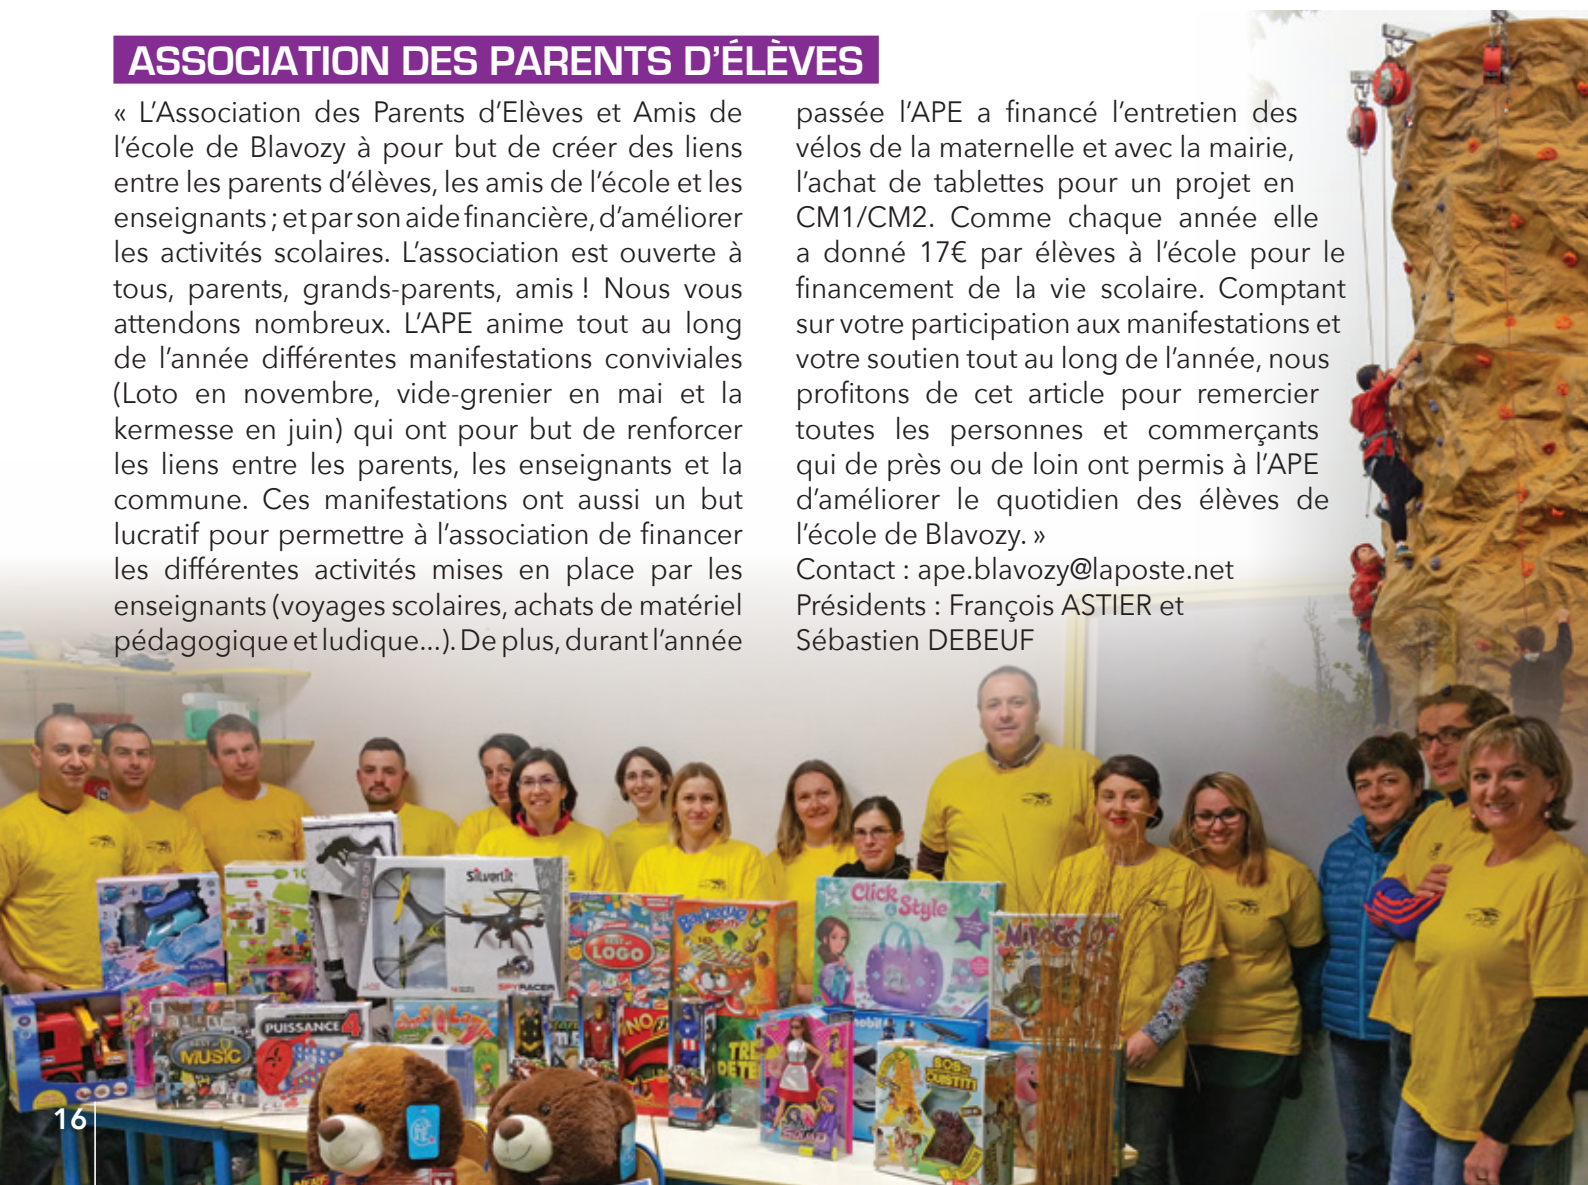 ASSOCIATION DES PARENTS D'ÉLÈVES
« L'Association des Parents d'Elèves et Amis de
l'école de Blavozy à pour but de créer des liens
entre les parents d'élèves, les amis de l'école et les
enseignants ; et par son aide financière, d'améliorer
les activités scolaires. L'association est ouverte à
tous, parents, grands-parents, amis ! Nous vous
attendons nombreux. L'APE anime tout au long
de l'année différentes manifestations conviviales
(Loto en novembre, vide-grenier en mai et la
kermesse en juin) qui ont pour but de renforcer
les liens entre les parents, les enseignants et la
commune. Ces manifestations ont aussi un but
lucratif pour permettre à l'association de financer
les différentes activités mises en place par les
enseignants (voyages scolaires, achats de matériel
pédagogique et ludique...). De plus, durant l'année
passée l'APE a financé l'entretien des
vélos de la maternelle et avec la mairie,
l'achat de tablettes pour un projet en
CM1/CM2. Comme chaque année elle
a donné 17€ par élèves à l'école pour le
financement de la vie scolaire. Comptant
sur votre participation aux manifestations et
votre soutien tout au long de l'année, nous
profitons de cet article pour remercier
toutes les personnes et commerçants
qui de près ou de loin ont permis à l'APE
d'améliorer le quotidien des élèves de
l'école de Blavozy. »
Contact : ape.blavozy@laposte.net
Présidents : François ASTIER et
Sébastien DEBEUF
Silverlit
SPY RACER
BEST of
LOGO
Barbecue
PARTY
Click
&
Style
BEST of
MUSIC
PUISSANCE 4
SOS
OUISTITI
16